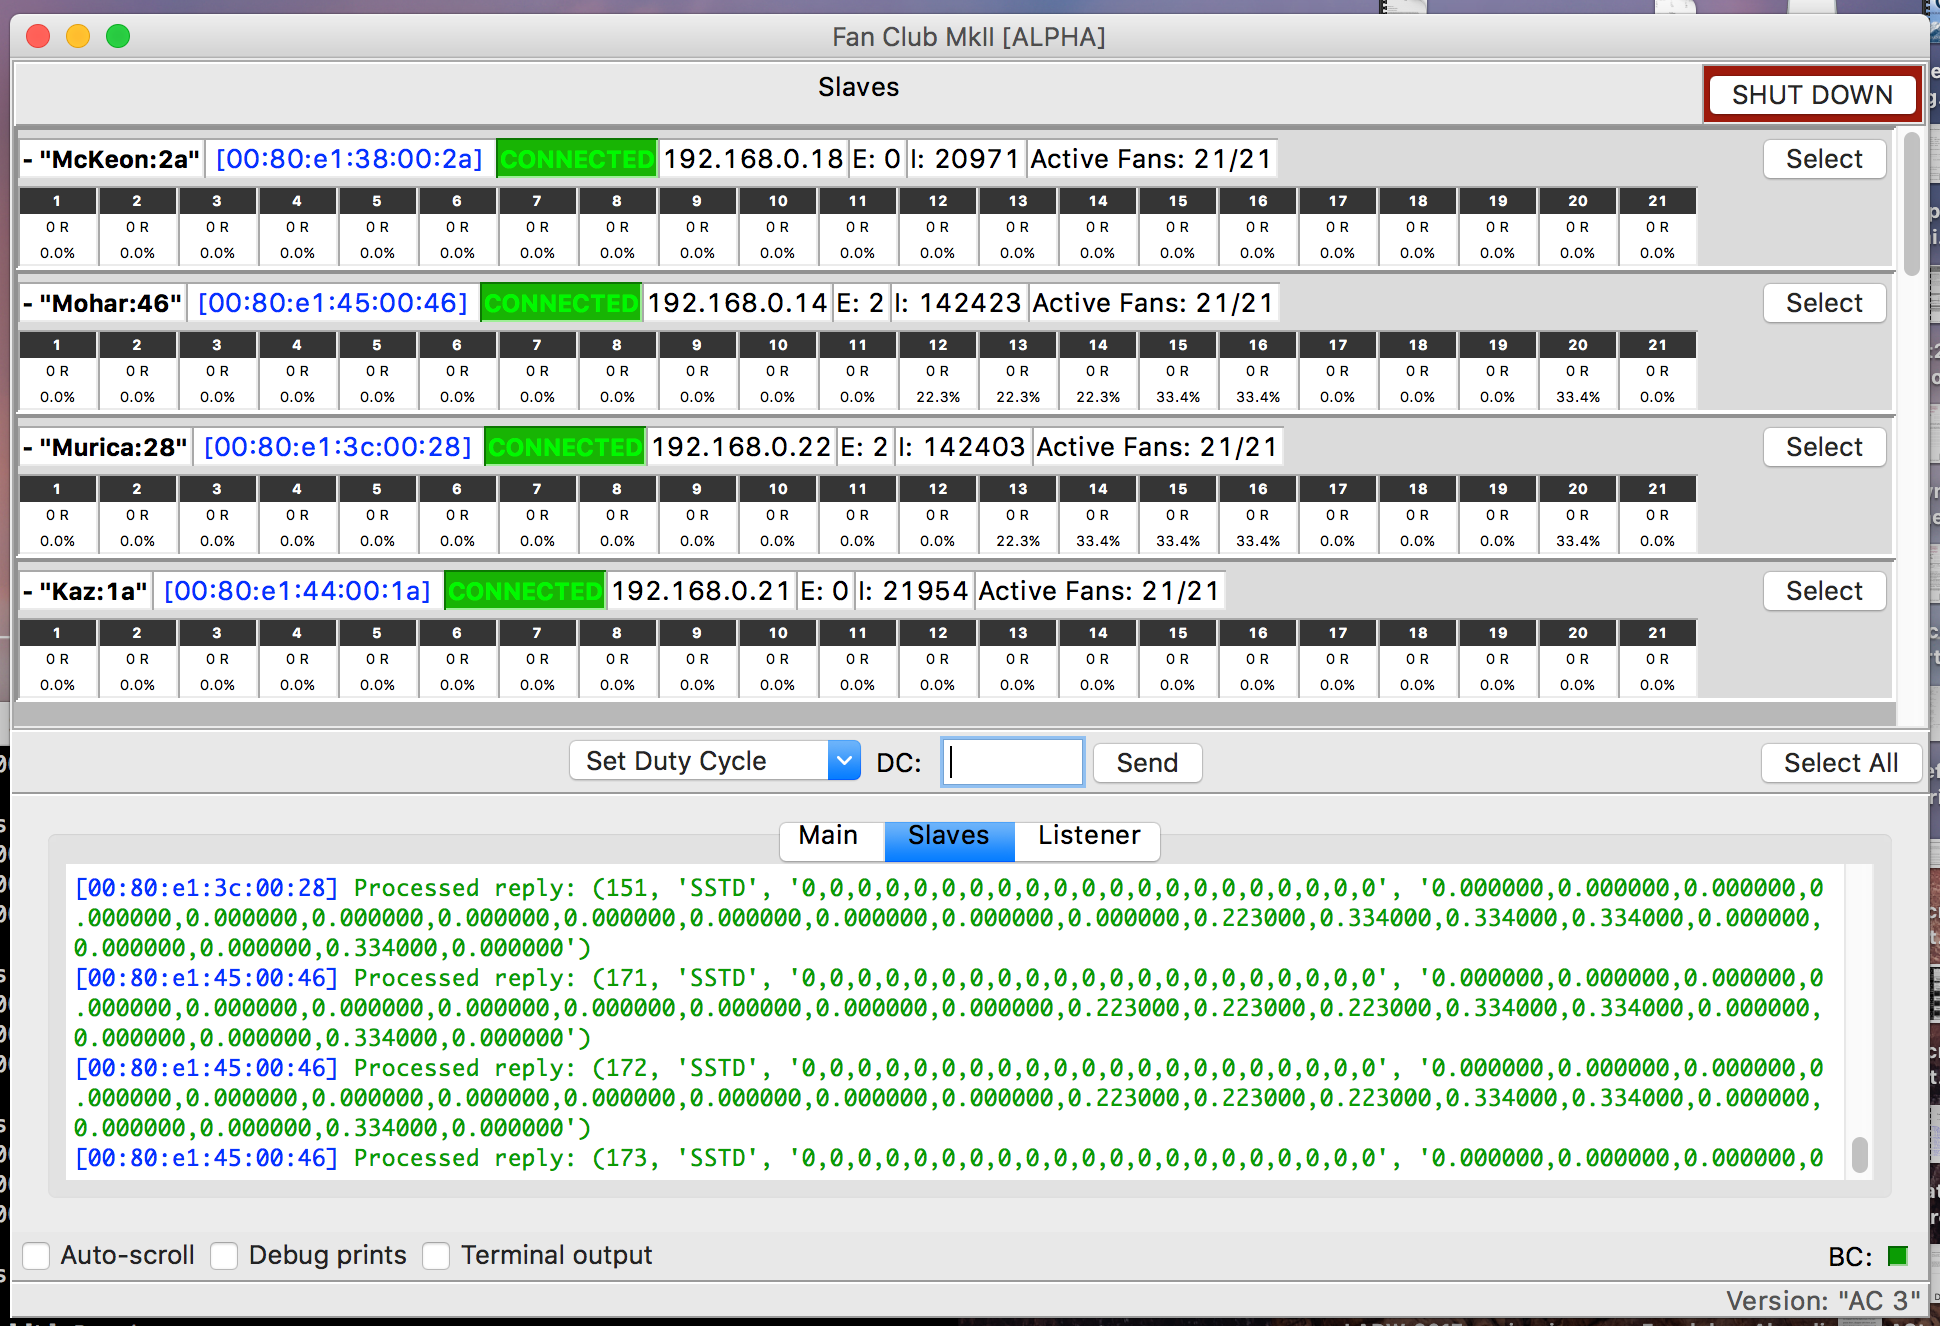 Fan Club MkII [ALPHA]
Slaves
SHUT DOWN
- "McKeon:2a" [00:80:e1:38:00:2a] CONNECTED 192.168.0.18 E: 0 I: 20971 Active Fans: 21/21 Select
1 2 3 4 5 6 7 8 9 10 11 12 13 14 15 16 17 18 19 20 21
0 R 0 R 0 R 0 R 0 R 0 R 0 R 0 R 0 R 0 R 0 R 0 R 0 R 0 R 0 R 0 R 0 R 0 R 0 R 0 R 0 R
0.0% 0.0% 0.0% 0.0% 0.0% 0.0% 0.0% 0.0% 0.0% 0.0% 0.0% 0.0% 0.0% 0.0% 0.0% 0.0% 0.0% 0.0% 0.0% 0.0% 0.0%
- "Mohar:46" [00:80:e1:45:00:46] CONNECTED 192.168.0.14 E: 2 I: 142423 Active Fans: 21/21 Select
1 2 3 4 5 6 7 8 9 10 11 12 13 14 15 16 17 18 19 20 21
0 R 0 R 0 R 0 R 0 R 0 R 0 R 0 R 0 R 0 R 0 R 0 R 0 R 0 R 0 R 0 R 0 R 0 R 0 R 0 R 0 R
0.0% 0.0% 0.0% 0.0% 0.0% 0.0% 0.0% 0.0% 0.0% 0.0% 0.0% 22.3% 22.3% 22.3% 33.4% 33.4% 0.0% 0.0% 0.0% 33.4% 0.0%
- "Murica:28" [00:80:e1:3c:00:28] CONNECTED 192.168.0.22 E: 2 I: 142403 Active Fans: 21/21 Select
1 2 3 4 5 6 7 8 9 10 11 12 13 14 15 16 17 18 19 20 21
0 R 0 R 0 R 0 R 0 R 0 R 0 R 0 R 0 R 0 R 0 R 0 R 0 R 0 R 0 R 0 R 0 R 0 R 0 R 0 R 0 R
0.0% 0.0% 0.0% 0.0% 0.0% 0.0% 0.0% 0.0% 0.0% 0.0% 0.0% 0.0% 22.3% 33.4% 33.4% 33.4% 0.0% 0.0% 0.0% 33.4% 0.0%
- "Kaz:1a" [00:80:e1:44:00:1a] CONNECTED 192.168.0.21 E: 0 I: 21954 Active Fans: 21/21 Select
1 2 3 4 5 6 7 8 9 10 11 12 13 14 15 16 17 18 19 20 21
0 R 0 R 0 R 0 R 0 R 0 R 0 R 0 R 0 R 0 R 0 R 0 R 0 R 0 R 0 R 0 R 0 R 0 R 0 R 0 R 0 R
0.0% 0.0% 0.0% 0.0% 0.0% 0.0% 0.0% 0.0% 0.0% 0.0% 0.0% 0.0% 0.0% 0.0% 0.0% 0.0% 0.0% 0.0% 0.0% 0.0% 0.0%
Set Duty Cycle DC: Send Select All
Main Slaves Listener
[00:80:e1:3c:00:28] Processed reply: (151, 'SSTD', '0,0,0,0,0,0,0,0,0,0,0,0,0,0,0,0,0,0,0,0,0', '0.000000,0.000000,0.000000,0
.000000,0.000000,0.000000,0.000000,0.000000,0.000000,0.000000,0.000000,0.000000,0.223000,0.334000,0.334000,0.334000,0.000000,
0.000000,0.000000,0.334000,0.000000')
[00:80:e1:45:00:46] Processed reply: (171, 'SSTD', '0,0,0,0,0,0,0,0,0,0,0,0,0,0,0,0,0,0,0,0,0', '0.000000,0.000000,0.000000,0
.000000,0.000000,0.000000,0.000000,0.000000,0.000000,0.000000,0.000000,0.223000,0.223000,0.223000,0.334000,0.334000,0.000000,
0.000000,0.000000,0.334000,0.000000')
[00:80:e1:45:00:46] Processed reply: (172, 'SSTD', '0,0,0,0,0,0,0,0,0,0,0,0,0,0,0,0,0,0,0,0,0', '0.000000,0.000000,0.000000,0
.000000,0.000000,0.000000,0.000000,0.000000,0.000000,0.000000,0.000000,0.223000,0.223000,0.223000,0.334000,0.334000,0.000000,
0.000000,0.000000,0.334000,0.000000')
[00:80:e1:45:00:46] Processed reply: (173, 'SSTD', '0,0,0,0,0,0,0,0,0,0,0,0,0,0,0,0,0,0,0,0,0', '0.000000,0.000000,0.000000,0
Auto-scroll Debug prints Terminal output BC:
Version: "AC 3"